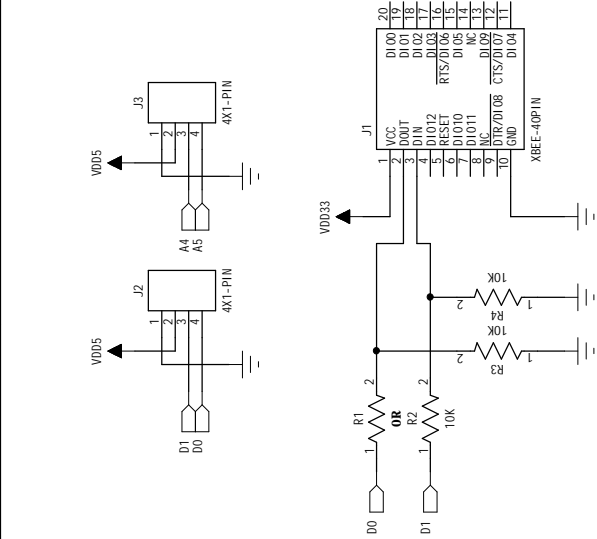 J3
4X1-PIN
1
2
3
4
VDD5
A4
A5
J2
4X1-PIN
1
2
3
4
VDD5
D1
D0
J1
XBEE-40PIN
1 VCC
2 DOUT
3 DIN
4 DIO12
5 RESET
6 DIO10
7 DIO11
8 NC
9 DTR/DIO8
10 GND
20 DIO0
19 DIO1
18 DIO2
17 DIO3
16 RTS/DIO6
15 DIO5
14 NC
13 DIO9
12 CTS/DIO7
11 DIO4
VDD33
R4
10K
2
1
R3
10K
2
1
R1
0R
1
2
R2
10K
1
2
D0
D1